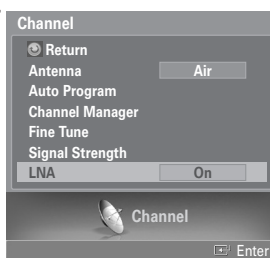 Channel
Return
Antenna Air
Auto Program
Channel Manager
Fine Tune
Signal Strength
LNA On
Channel
Enter